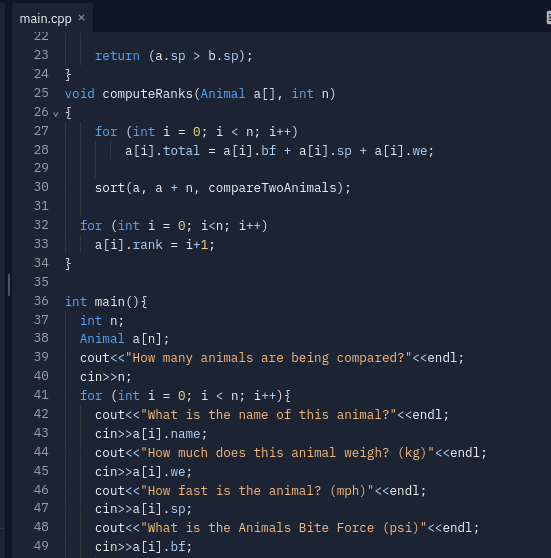 main.cpp ×
22
23 return (a.sp > b.sp);
24 }
25 void computeRanks(Animal a[], int n)
26 {
27 for (int i = 0; i < n; i++)
28 a[i].total = a[i].bf + a[i].sp + a[i].we;
29
30 sort(a, a + n, compareTwoAnimals);
31
32 for (int i = 0; i<n; i++)
33 a[i].rank = i+1;
34 }
35
36 int main(){
37 int n;
38 Animal a[n];
39 cout<<"How many animals are being compared?"<<endl;
40 cin>>n;
41 for (int i = 0; i < n; i++){
42 cout<<"What is the name of this animal?"<<endl;
43 cin>>a[i].name;
44 cout<<"How much does this animal weigh? (kg)"<<endl;
45 cin>>a[i].we;
46 cout<<"How fast is the animal? (mph)"<<endl;
47 cin>>a[i].sp;
48 cout<<"What is the Animals Bite Force (psi)"<<endl;
49 cin>>a[i].bf;